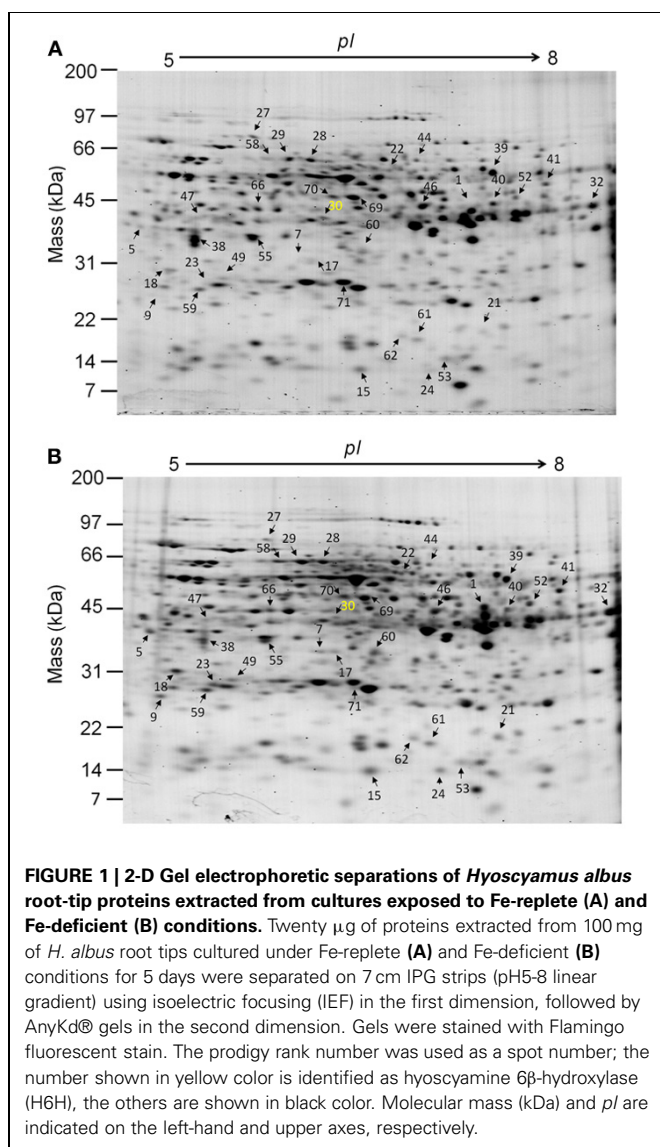 A
pI
5 8
200
97
66
45
31
22
14
7
Mass (kDa)
27
58 29 28 22 44 39 41
47 66 70 30 69 46 1 40 52 32
5 38 55 7 60
18 23 49 17
9 59 71 61 21
62
15 24 53
B
pI
5 8
200
97
66
45
31
22
14
7
Mass (kDa)
27
58 29 28 22 44 39 41
47 66 70 30 69 46 1 40 52 32
5 38 55 7 60
18 23 49 17
9 59 71 61 21
62
15 24 53
FIGURE 1 | 2-D Gel electrophoretic separations of Hyoscyamus albus
root-tip proteins extracted from cultures exposed to Fe-replete (A) and
Fe-deficient (B) conditions. Twenty μg of proteins extracted from 100 mg
of H. albus root tips cultured under Fe-replete (A) and Fe-deficient (B)
conditions for 5 days were separated on 7 cm IPG strips (pH5-8 linear
gradient) using isoelectric focusing (IEF) in the first dimension, followed by
AnyKd® gels in the second dimension. Gels were stained with Flamingo
fluorescent stain. The prodigy rank number was used as a spot number; the
number shown in yellow color is identified as hyoscyamine 6β-hydroxylase
(H6H), the others are shown in black color. Molecular mass (kDa) and pI are
indicated on the left-hand and upper axes, respectively.